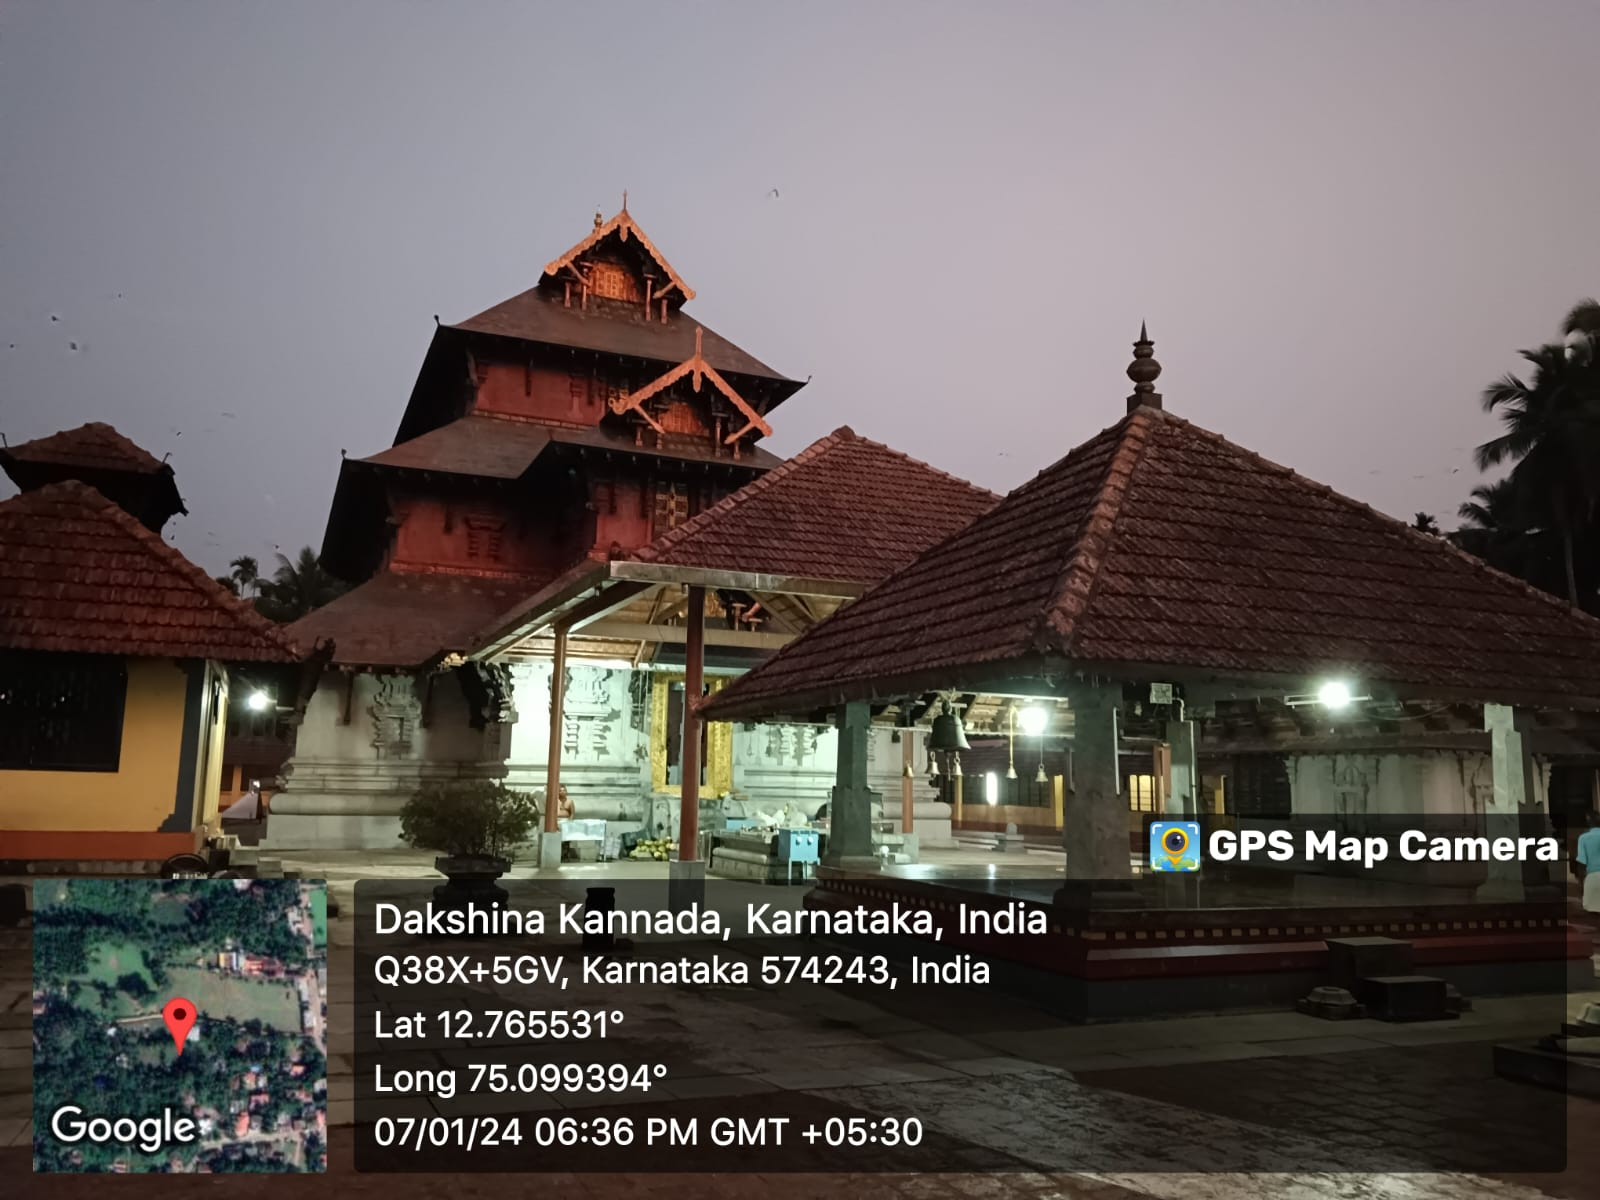 GPS Map Camera
Dakshina Kannada, Karnataka, India
Q38X+5GV, Karnataka 574243, India
Lat 12.765531°
Long 75.099394°
07/01/24 06:36 PM GMT +05:30
Google